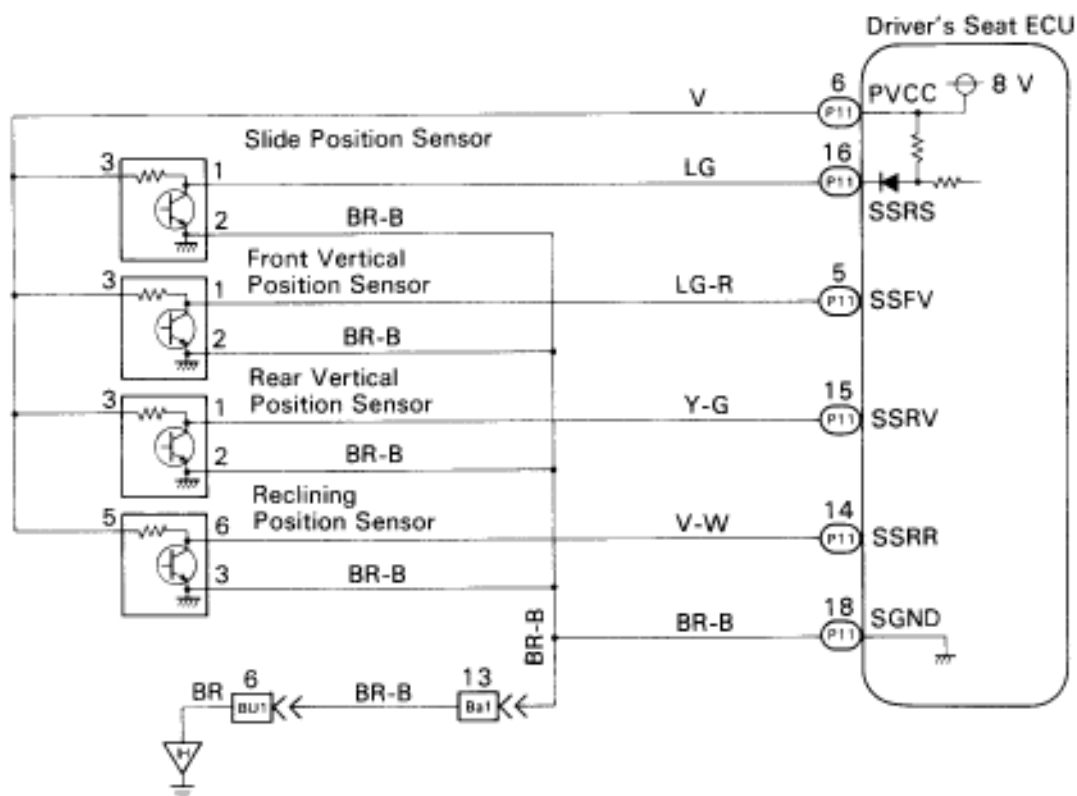 Driver's Seat ECU
6
V
P11
PVCC
8 V
Slide Position Sensor
3
1
16
LG
P11
SSRS
2
BR-B
Front Vertical
Position Sensor
3
1
5
LG-R
P11
SSFV
2
BR-B
Rear Vertical
Position Sensor
3
1
15
Y-G
P11
SSRV
2
BR-B
Reclining
Position Sensor
5
6
14
V-W
P11
SSRR
3
BR-B
BR-B
18
BR-B
P11
SGND
6
13
BR
BU1
BR-B
Ba1
IH